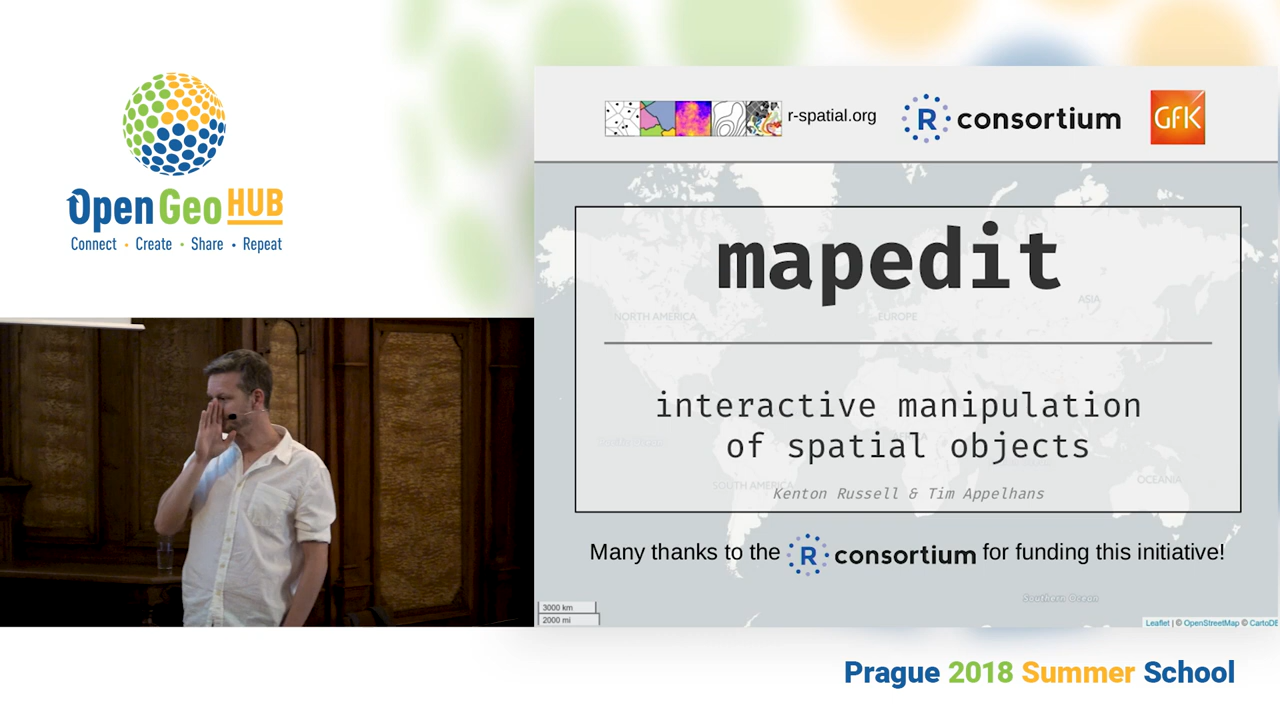 Open Geo HUB
Connect • Create • Share • Repeat
r-spatial.org
R consortium
GfK
mapedit
NORTH AMERICA
EUROPE
ASIA
interactive manipulation
of spatial objects
SOUTH AMERICA
OCEANIA
Kenton Russell & Tim Appelhans
Many thanks to the R consortium for funding this initiative!
Southern Ocean
3000 km
2000 mi
Leaflet | © OpenStreetMap © CartoDB
Prague 2018 Summer School